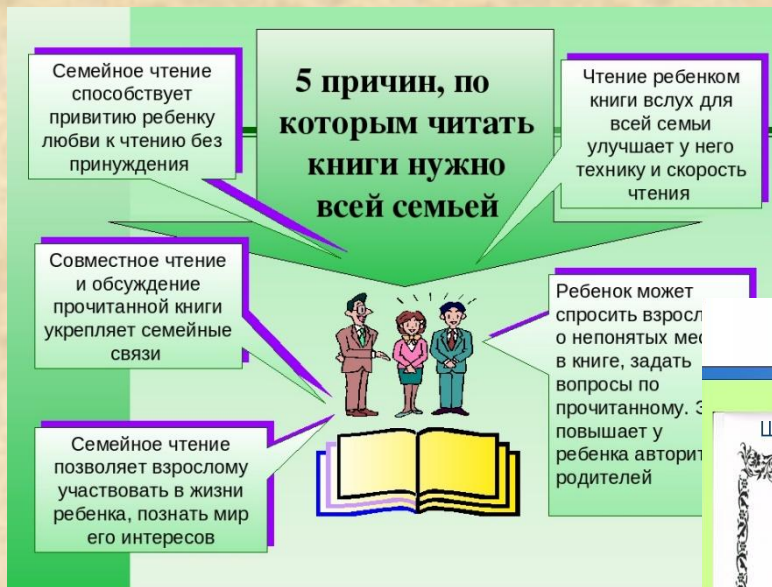 5 причин, по
которым читать
книги нужно
всей семьей
Семейное чтение
способствует
привитию ребенку
любви к чтению без
принуждения
Совместное чтение
и обсуждение
прочитанной книги
укрепляет семейные
связи
Семейное чтение
позволяет взрослому
участвовать в жизни
ребенка, познать мир
его интересов
Чтение ребенком
книги вслух для
всей семьи
улучшает у него
технику и скорость
чтения
Ребенок может
спросить
о непонятых
в книге, задать
вопросы по
прочитанному.
повышает у
ребенка
родителей